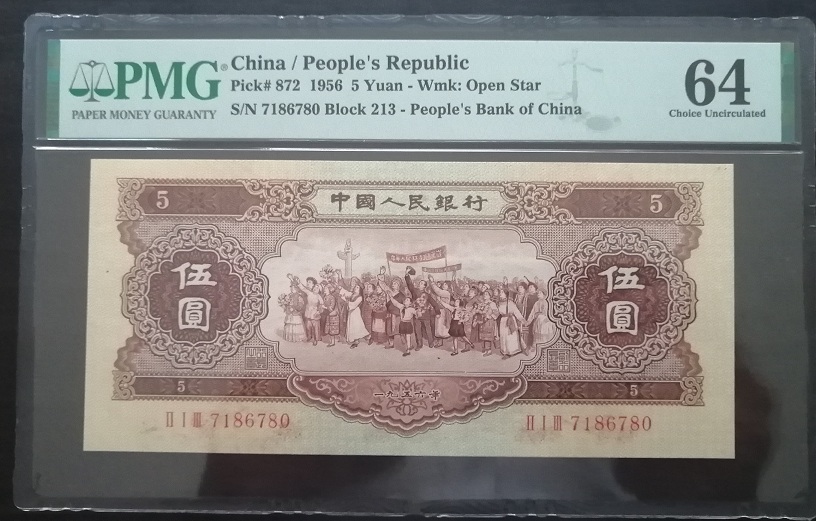 PMG®
PAPER MONEY GUARANTY
China / People's Republic
Pick# 872 1956 5 Yuan - Wmk: Open Star
S/N 7186780 Block 213 - People's Bank of China
64
Choice Uncirculated
5 中國人民銀行 5
伍圓
伍圓
5 一九五六年 5
II I III 7186780
II I III 7186780